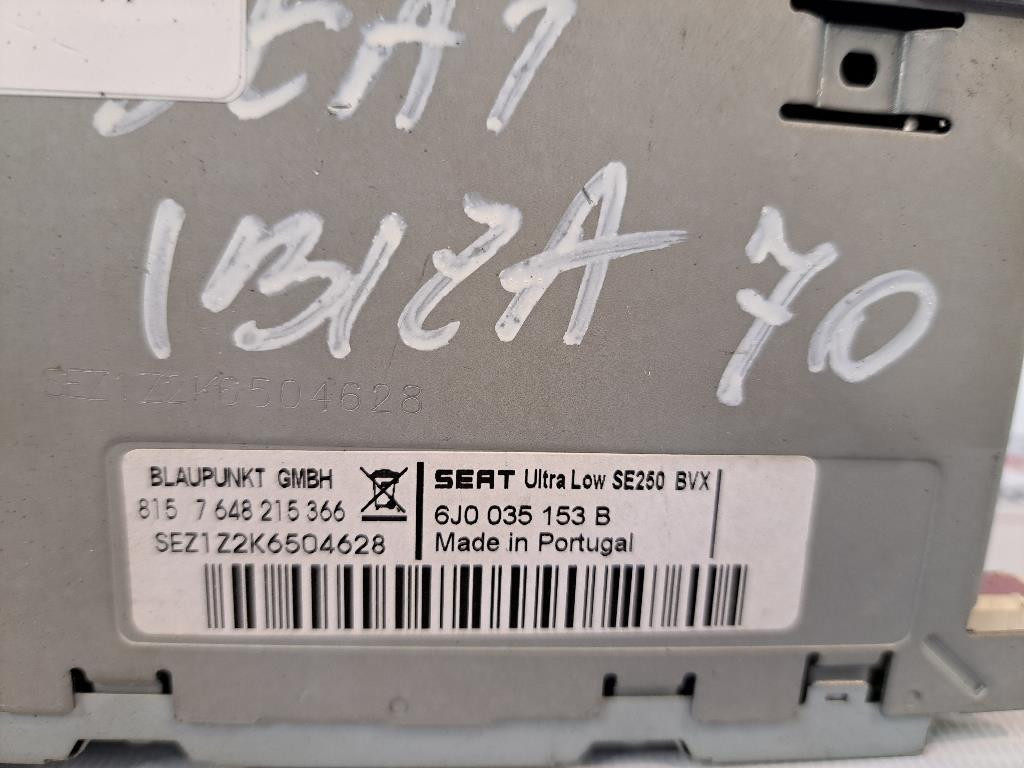 SEAT
IBIZA 70
SEZ1Z2K6504628
BLAUPUNKT GMBH
815 7 648 215 366
SEZ1Z2K6504628
SEAT Ultra Low SE250 BVX
6J0 035 153 B
Made in Portugal